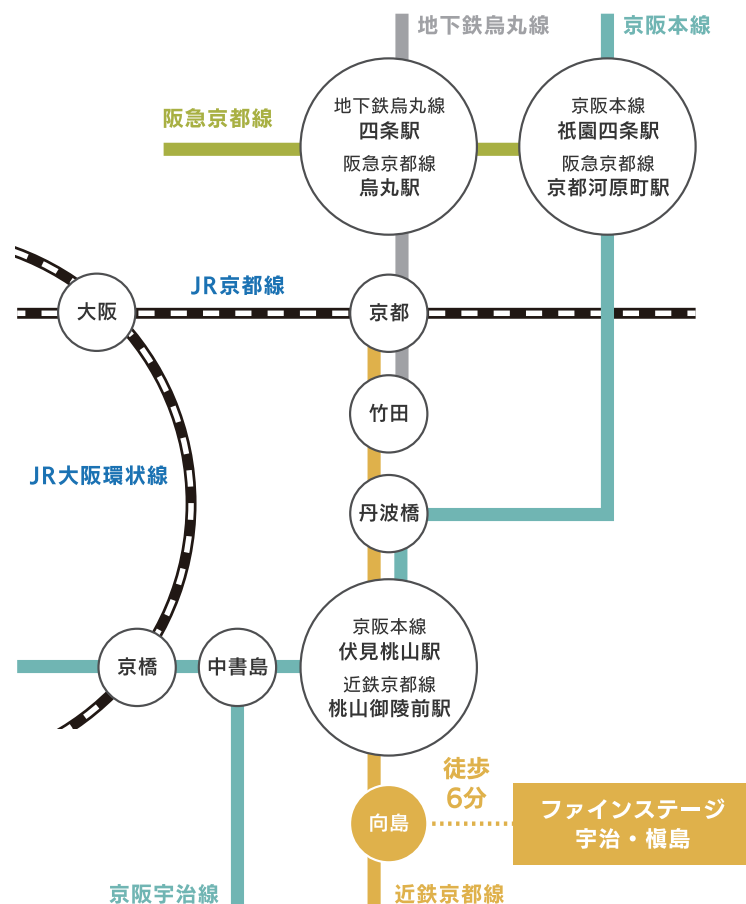 地下鉄烏丸線
京阪本線
阪急京都線
地下鉄烏丸線
四条駅
阪急京都線
烏丸駅
京阪本線
祇園四条駅
阪急京都線
京都河原町駅
JR京都線
大阪
京都
竹田
JR大阪環状線
丹波橋
京阪本線
伏見桃山駅
近鉄京都線
桃山御陵前駅
京橋
中書島
徒歩
6分
向島
ファインステージ
宇治・槇島
京阪宇治線
近鉄京都線